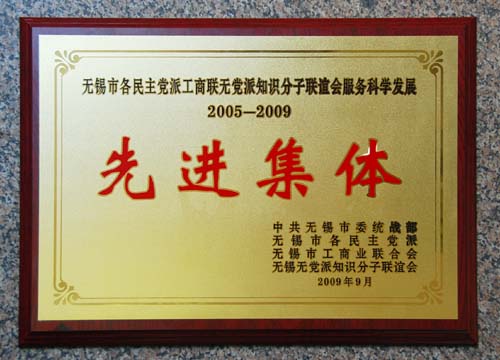 无锡市各民主党派工商联无党派知识分子联谊会服务科学发展
2005—2009
先进集体
中共无锡市委统战部
无锡市各民主党派
无锡市工商业联合会
无锡无党派知识分子联谊会
2009年9月